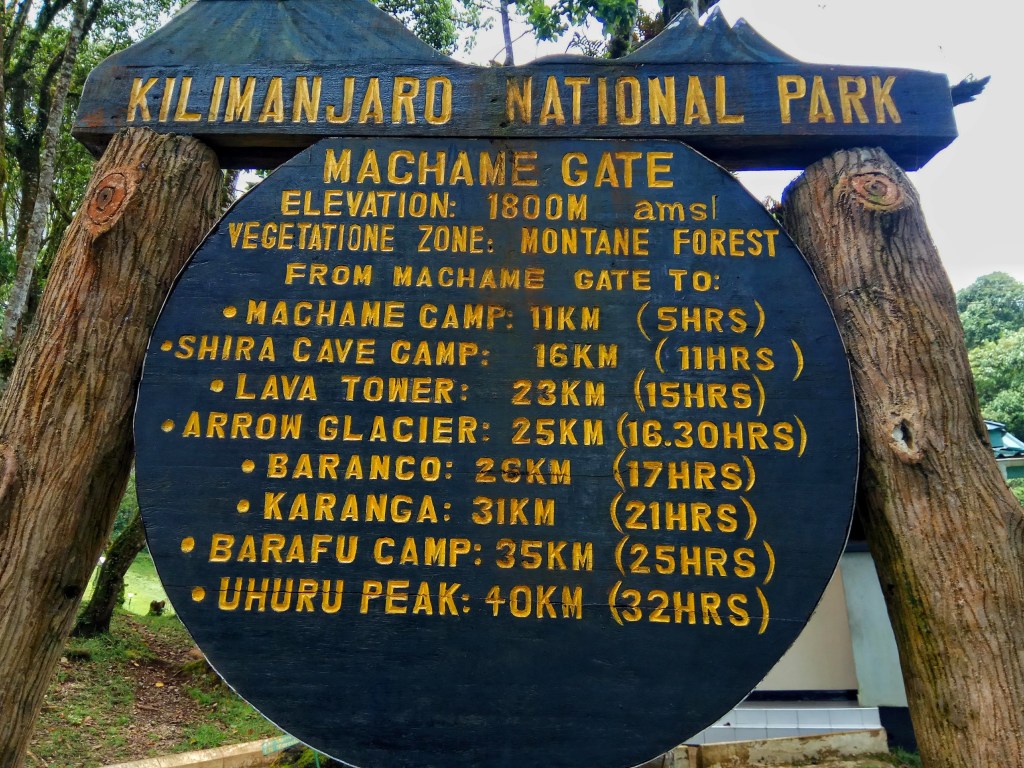 KILIMANJARO NATIONAL PARK
MACHAME GATE
ELEVATION: 1800M amsl
VEGETATIONE ZONE: MONTANE FOREST
FROM MACHAME GATE TO:
• MACHAME CAMP: 11KM (5HRS)
• SHIRA CAVE CAMP: 16KM (11HRS)
• LAVA TOWER: 23KM (15HRS)
• ARROW GLACIER: 25KM (16.30HRS)
• BARANCO: 26KM (17HRS)
• KARANGA: 31KM (21HRS)
• BARAFU CAMP: 35KM (25HRS)
• UHURU PEAK: 40KM (32HRS)